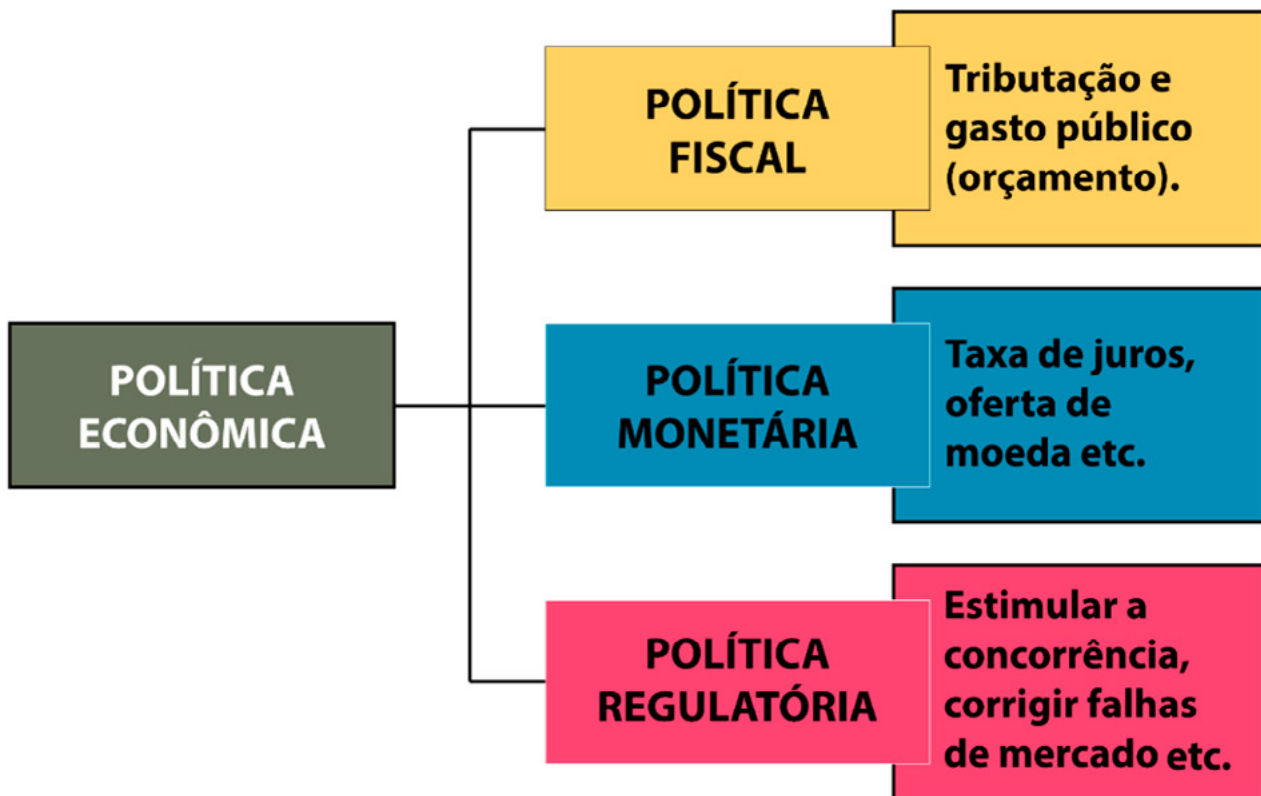 POLÍTICA
ECONÔMICA
POLÍTICA
FISCAL
Tributação e
gasto público
(orçamento).
POLÍTICA
MONETÁRIA
Taxa de juros,
oferta de
moeda etc.
POLÍTICA
REGULATÓRIA
Estimular a
concorrência,
corrigir falhas
de mercado etc.